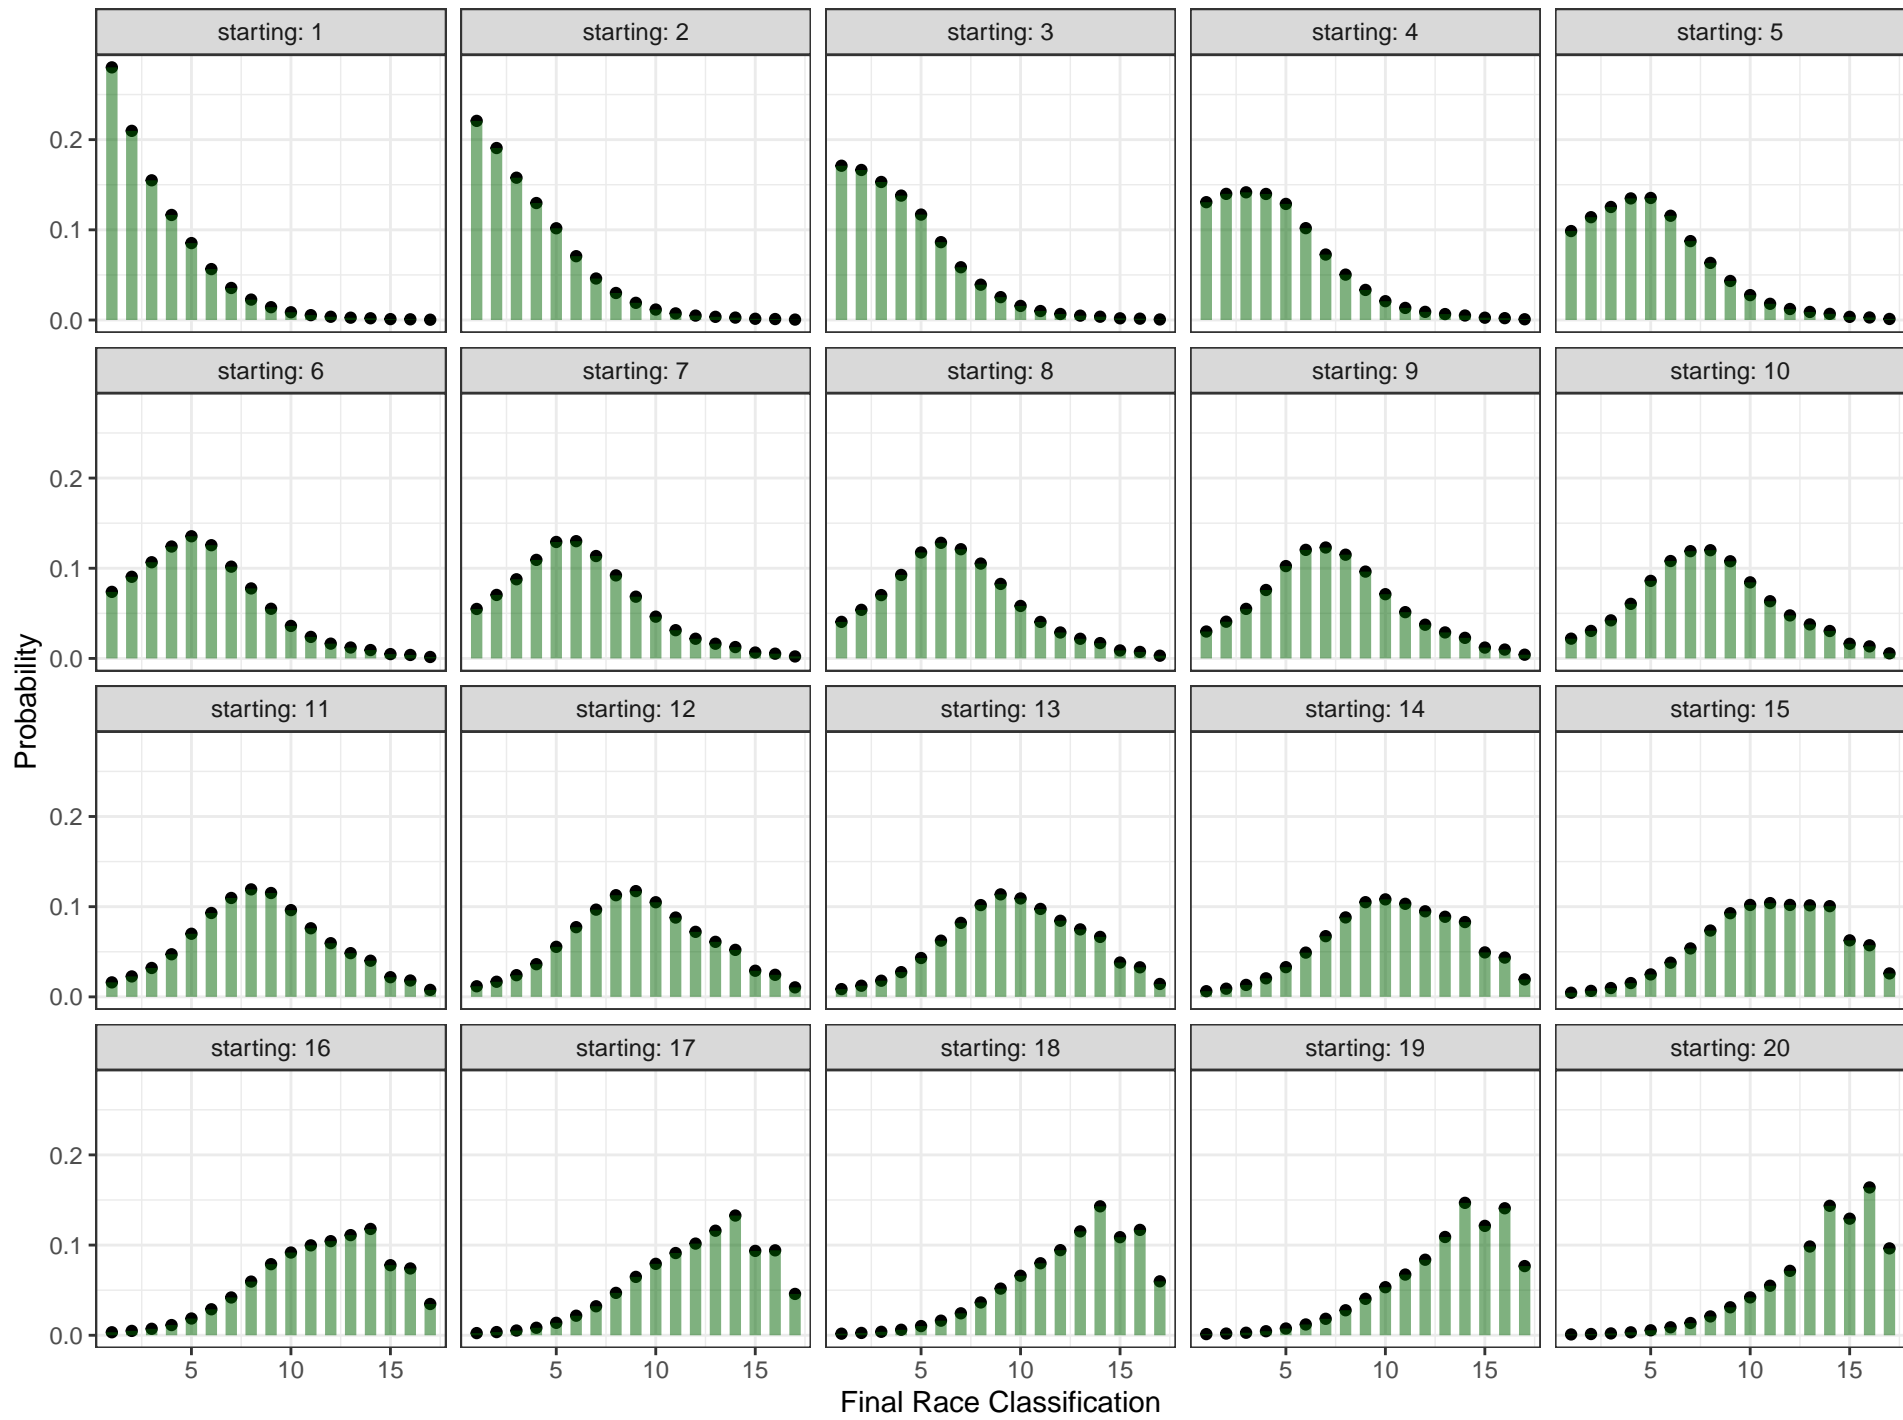 starting: 1
starting: 2
starting: 3
starting: 4
starting: 5
0.2
0.1
0.0
starting: 6
starting: 7
starting: 8
starting: 9
starting: 10
0.2
0.1
0.0
starting: 11
starting: 12
starting: 13
starting: 14
starting: 15
0.2
0.1
0.0
starting: 16
starting: 17
starting: 18
starting: 19
starting: 20
0.2
0.1
0.0
5 10 15
5 10 15
5 10 15
5 10 15
5 10 15
Final Race Classification
Probability